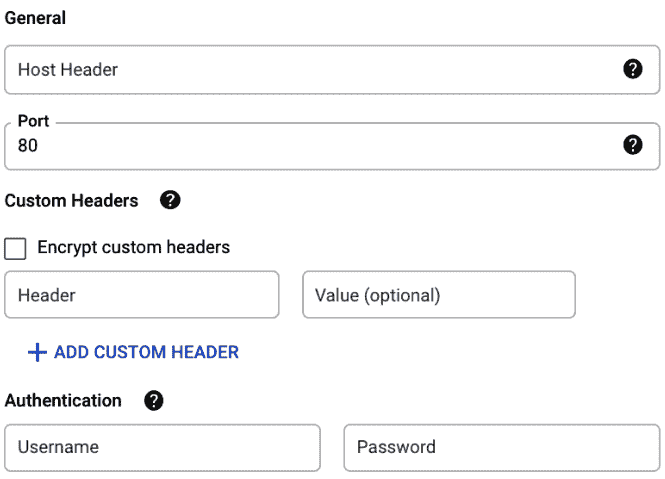 General
Host Header
Port
80
Custom Headers
Encrypt custom headers
Header Value (optional)
+ ADD CUSTOM HEADER
Authentication
Username Password